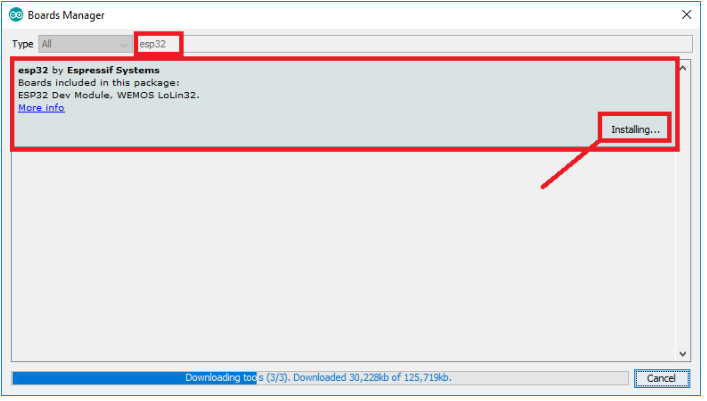 Boards Manager
Type All esp32
esp32 by Espressif Systems
Boards included in this package:
ESP32 Dev Module, WEMOS LoLin32.
More info
Installing...
Downloading tools (3/3). Downloaded 30,228kb of 125,719kb.
Cancel